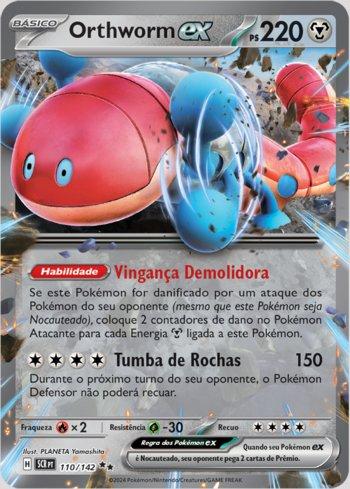 BÁSICO
Orthworm ex PS 220
Habilidade Vingança Demolidora
Se este Pokémon for danificado por um ataque dos
Pokémon do seu oponente (mesmo que este Pokémon seja
Nocauteado), coloque 2 contadores de dano no Pokémon
Atacante para cada Energia ligada a este Pokémon.
Tumba de Rochas 150
Durante o próximo turno do seu oponente, o Pokémon
Defensor não poderá recuar.
Fraqueza × 2 Resistência -30 Recuo
Ilust. PLANETA Yamashita
Regra dos Pokémon ex
Quando seu Pokémon ex
é Nocauteado, seu oponente pega 2 cartas de Prêmio.
H SCR PT 110/142 ★★
©2024 Pokémon/Nintendo/Creatures/GAME FREAK